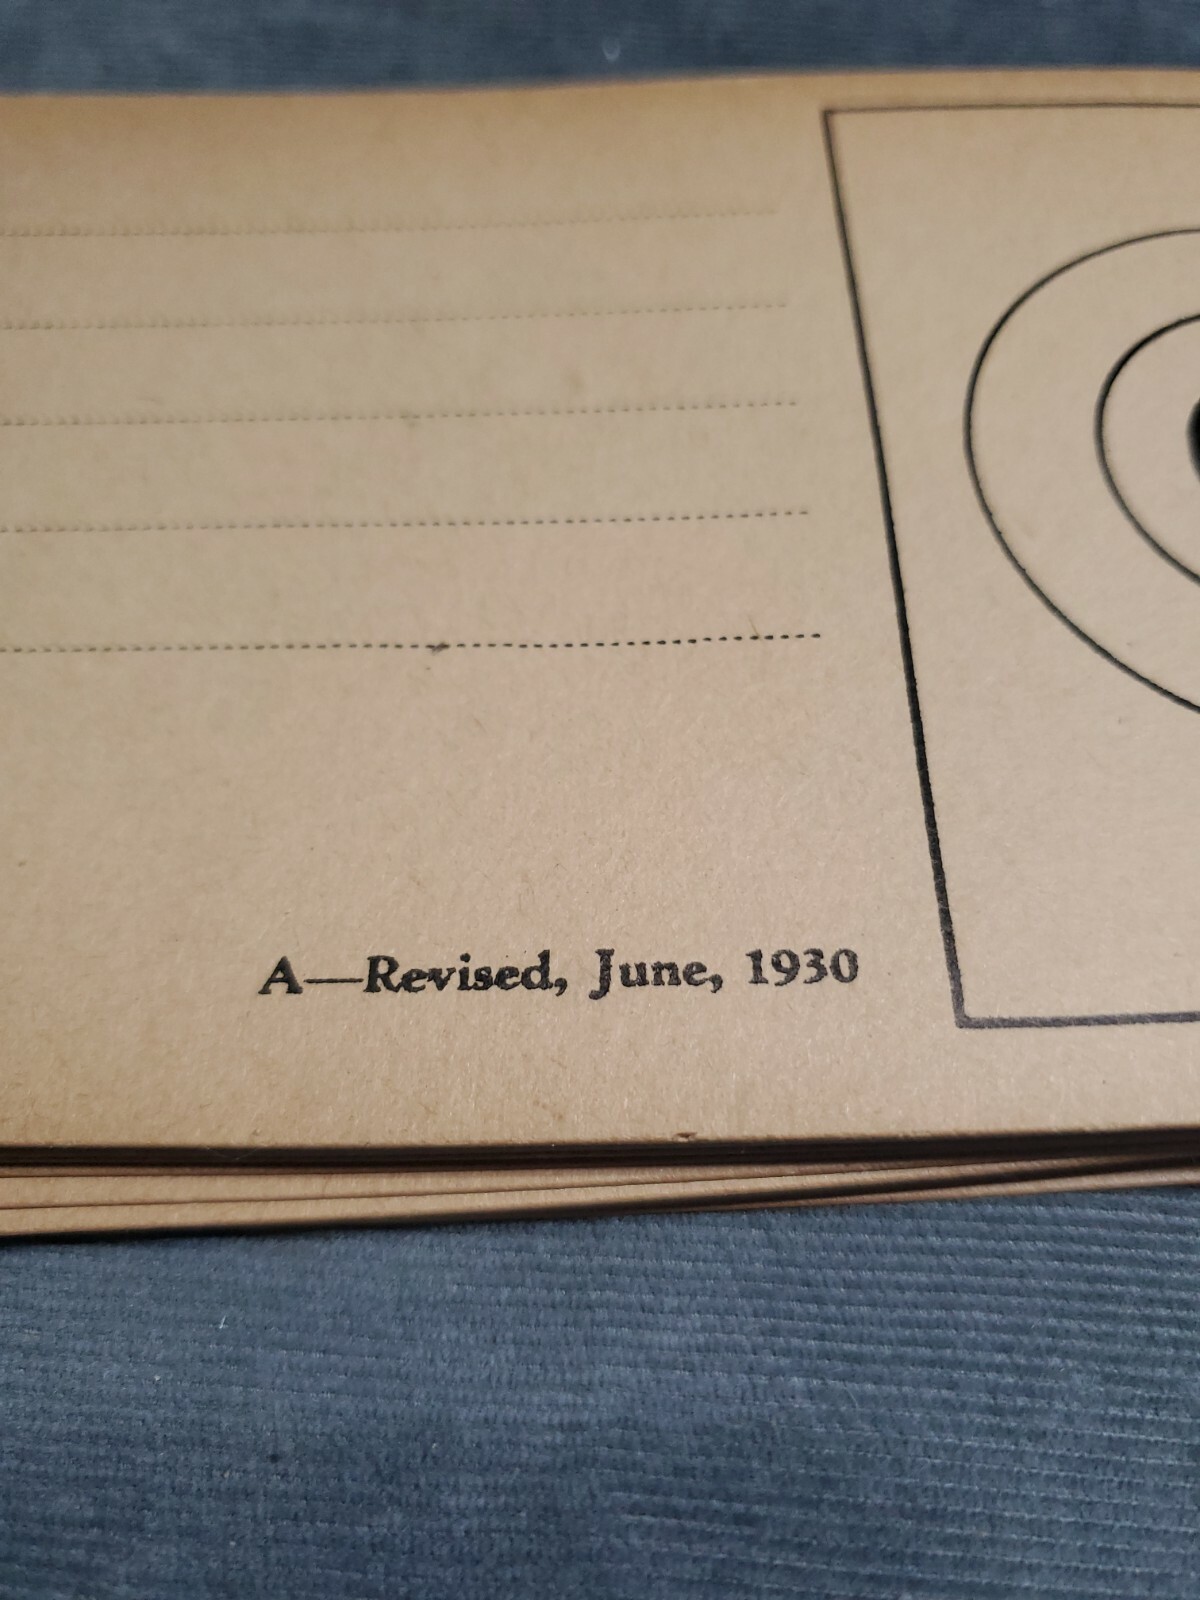 A—Revised, June, 1930